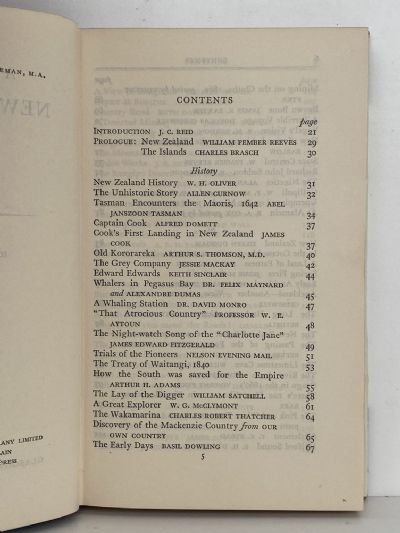 EMAN, M.A.
NEW
ANY LIMITED
AIN
PRESS
CONTENTS
page
INTRODUCTION J. C. REID 21
PROLOGUE: New Zealand WILLIAM PEMBER REEVES 29
The Islands CHARLES BRASCH 30
History
New Zealand History W. H. OLIVER 31
The Unhistoric Story ALLEN CURNOW 32
Tasman Encounters the Maoris, 1642 ABEL
JANSZOON TASMAN 34
Captain Cook ALFRED DOMETT 37
Cook's First Landing in New Zealand JAMES
COOK 37
Old Kororareka ARTHUR S. THOMSON, M.D. 40
The Grey Company JESSIE MACKAY 42
Edward Edwards KEITH SINCLAIR 44
Whalers in Pegasus Bay DR. FELIX MAYNARD
and ALEXANDRE DUMAS 45
A Whaling Station DR. DAVID MONRO 47
"That Atrocious Country" PROFESSOR W. E.
AYTOUN 48
The Night-watch Song of the "Charlotte Jane"
JAMES EDWARD FITZGERALD 49
Trials of the Pioneers NELSON EVENING MAIL 51
The Treaty of Waitangi, 1840 53
How the South was saved for the Empire
ARTHUR H. ADAMS 55
The Lay of the Digger WILLIAM SATCHELL 58
A Great Explorer W. G. McCLYMONT 61
The Wakamarina CHARLES ROBERT THATCHER 64
Discovery of the Mackenzie Country from OUR
OWN COUNTRY 65
The Early Days BASIL DOWLING 67
5